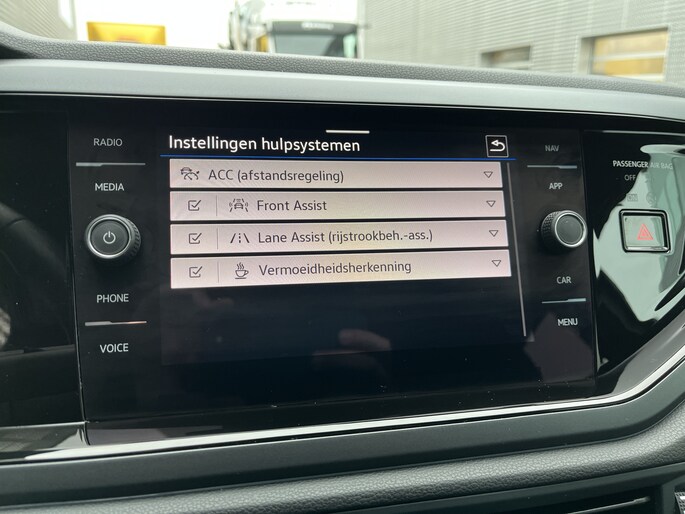 RADIO
MEDIA
PHONE
VOICE
Instellingen hulpsystemen
ACC (afstandsregeling)
Front Assist
Lane Assist (rijstrookbeh.-ass.)
Vermoeidheidsherkenning
NAV
APP
CAR
MENU
PASSENGER AIR BAG
OFF